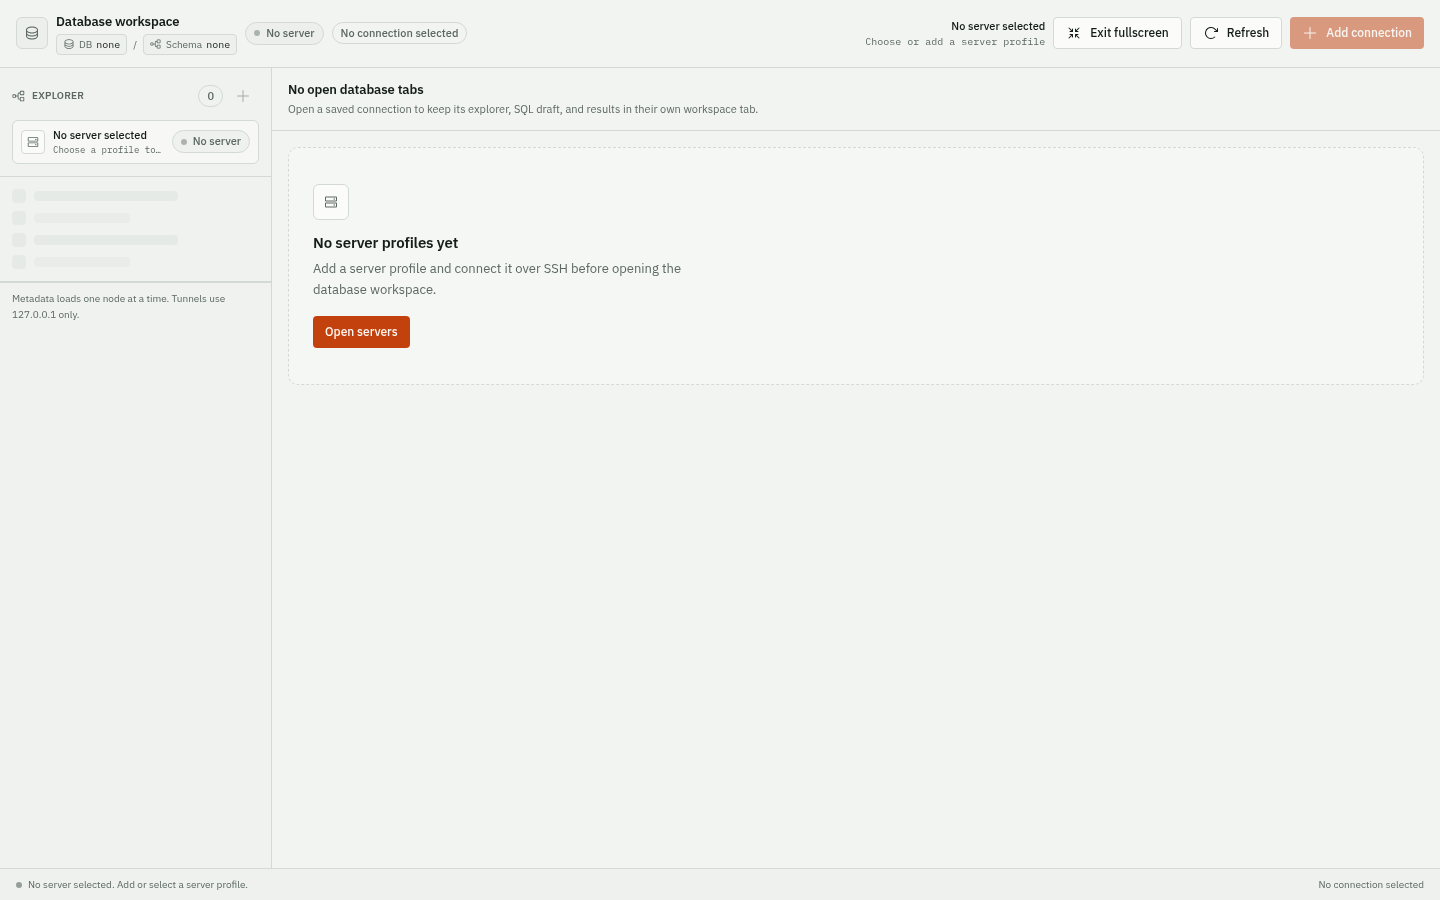 Database workspace
DB none / Schema none
No server
No connection selected
No server selected
Choose or add a server profile
Exit fullscreen
Refresh
Add connection
EXPLORER
0
No server selected
Choose a profile to…
No server
Metadata loads one node at a time. Tunnels use
127.0.0.1 only.
No open database tabs
Open a saved connection to keep its explorer, SQL draft, and results in their own workspace tab.
No server profiles yet
Add a server profile and connect it over SSH before opening the
database workspace.
Open servers
No server selected. Add or select a server profile.
No connection selected